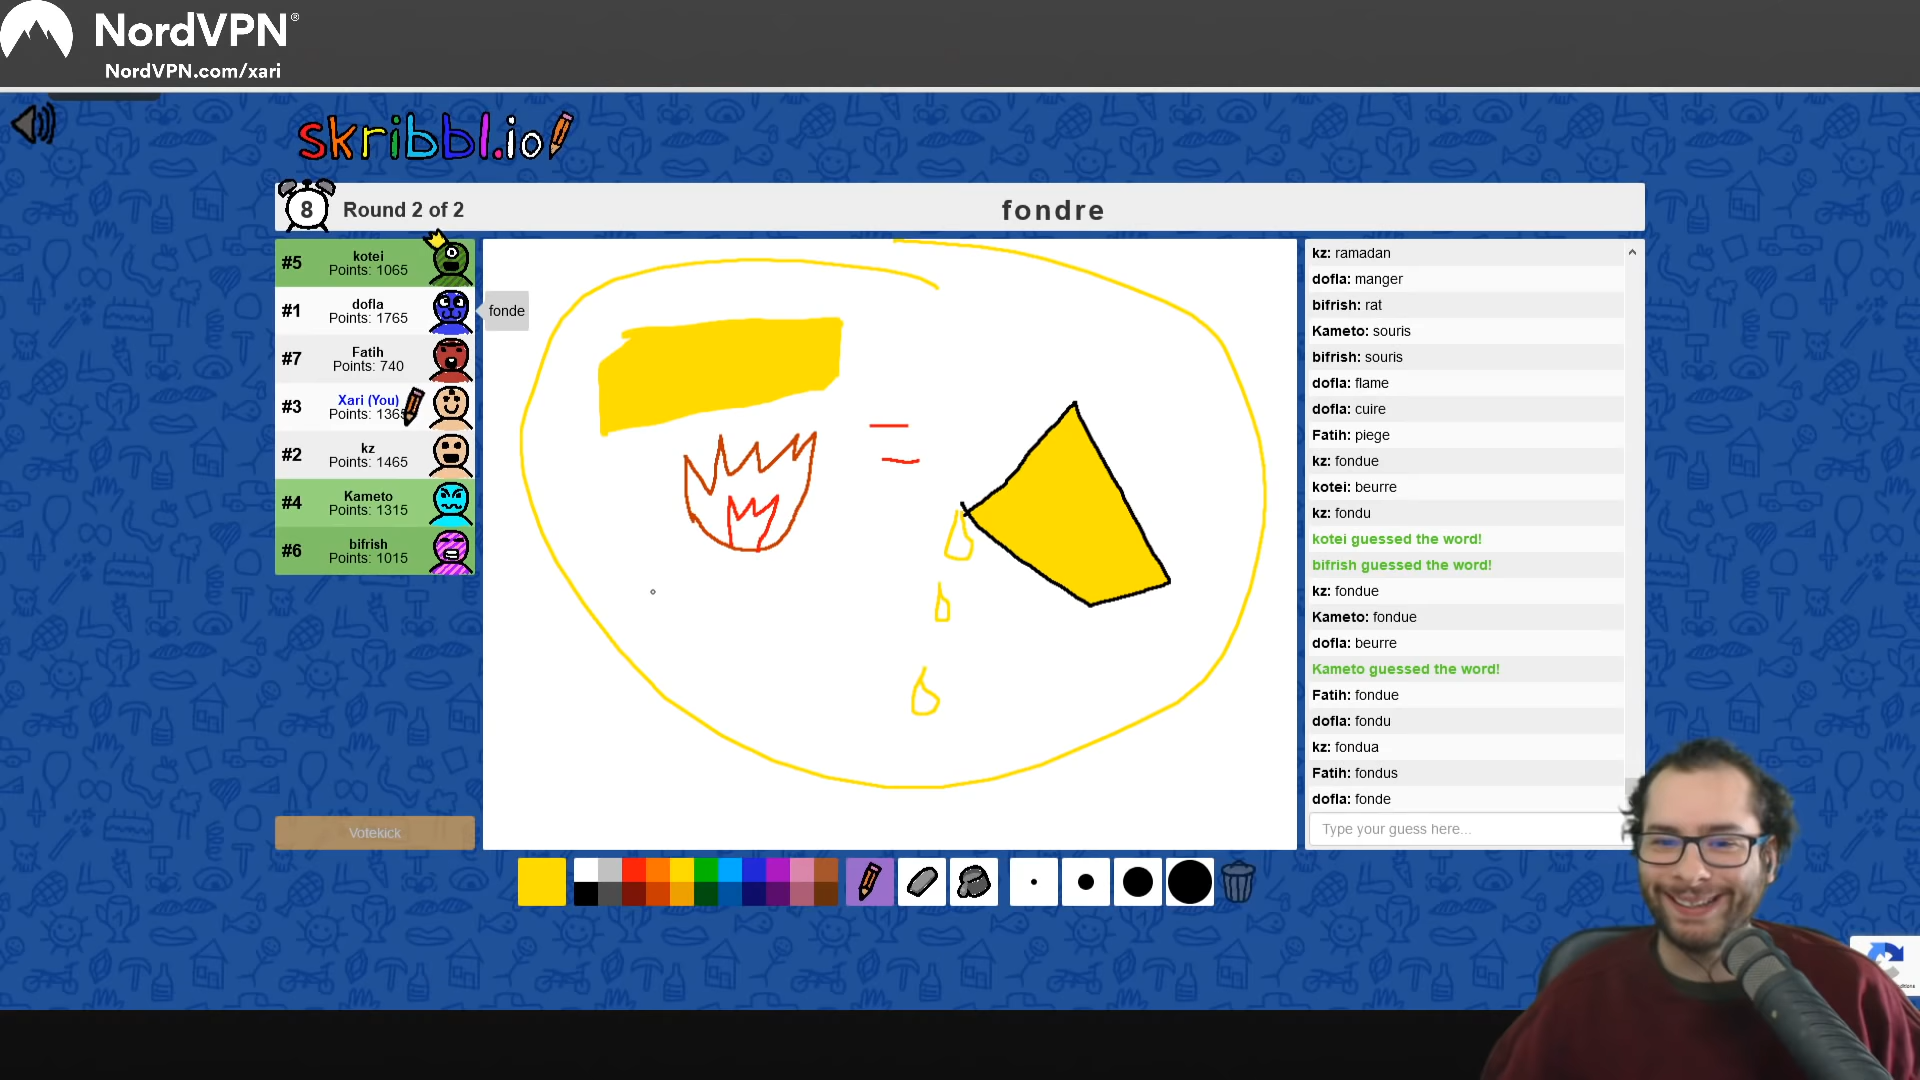 NordVPN®
NordVPN.com/xari
skribbl.io
8
Round 2 of 2
fondre
#5
kotei
Points: 1065
#1
dofla
Points: 1765
fonde
#7
Fatih
Points: 740
#3
Xari (You)
Points: 1365
#2
kz
Points: 1465
#4
Kameto
Points: 1315
#6
bifrish
Points: 1015
Votekick
kz: ramadan
dofla: manger
bifrish: rat
Kameto: souris
bifrish: souris
dofla: flame
dofla: cuire
Fatih: piege
kz: fondue
kotei: beurre
kz: fondu
kotei guessed the word!
bifrish guessed the word!
kz: fondue
Kameto: fondue
dofla: beurre
Kameto guessed the word!
Fatih: fondue
dofla: fondu
kz: fondua
Fatih: fondus
dofla: fonde
Type your guess here...